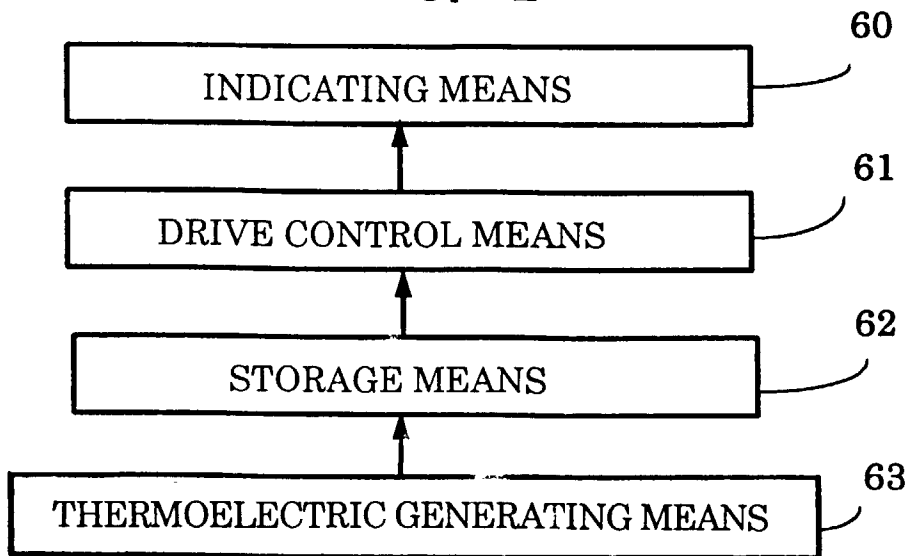 60
INDICATING MEANS
61
DRIVE CONTROL MEANS
62
STORAGE MEANS
63
THERMOELECTRIC GENERATING MEANS